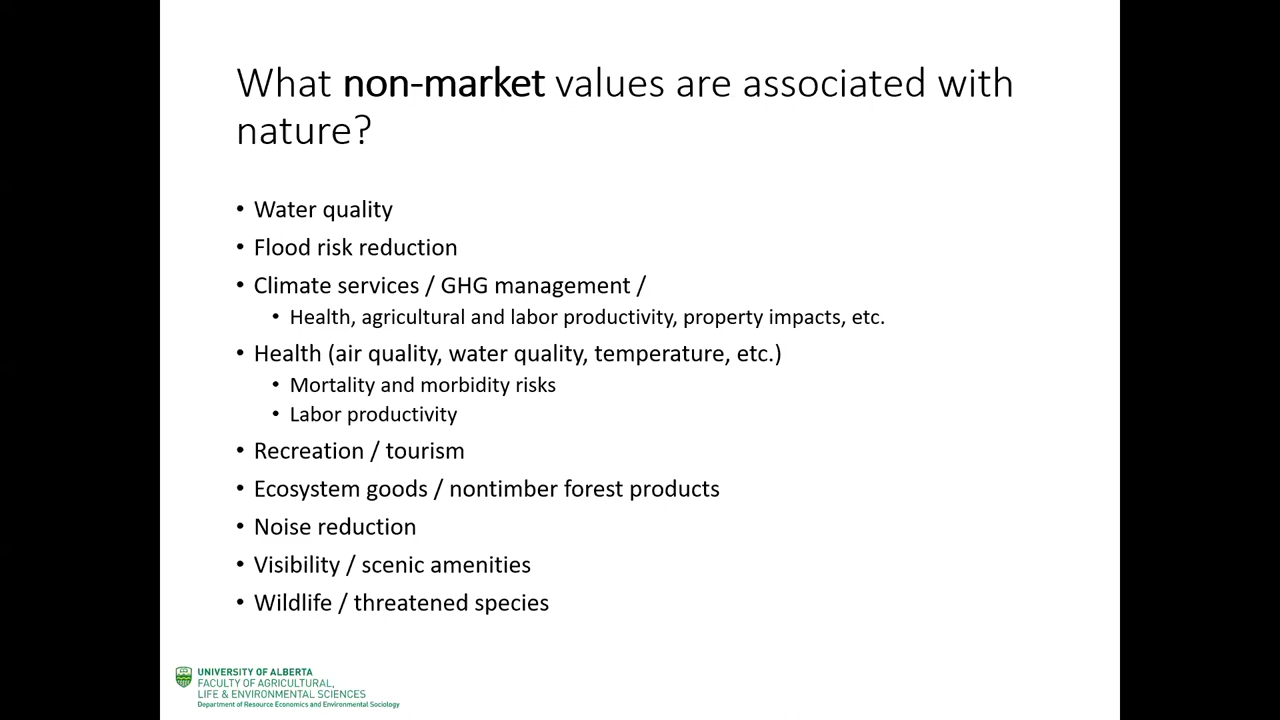 What non-market values are associated with
nature?
• Water quality
• Flood risk reduction
• Climate services / GHG management /
• Health, agricultural and labor productivity, property impacts, etc.
• Health (air quality, water quality, temperature, etc.)
• Mortality and morbidity risks
• Labor productivity
• Recreation / tourism
• Ecosystem goods / nontimber forest products
• Noise reduction
• Visibility / scenic amenities
• Wildlife / threatened species
UNIVERSITY OF ALBERTA
FACULTY OF AGRICULTURAL,
LIFE & ENVIRONMENTAL SCIENCES
Department of Resource Economics and Environmental Sociology